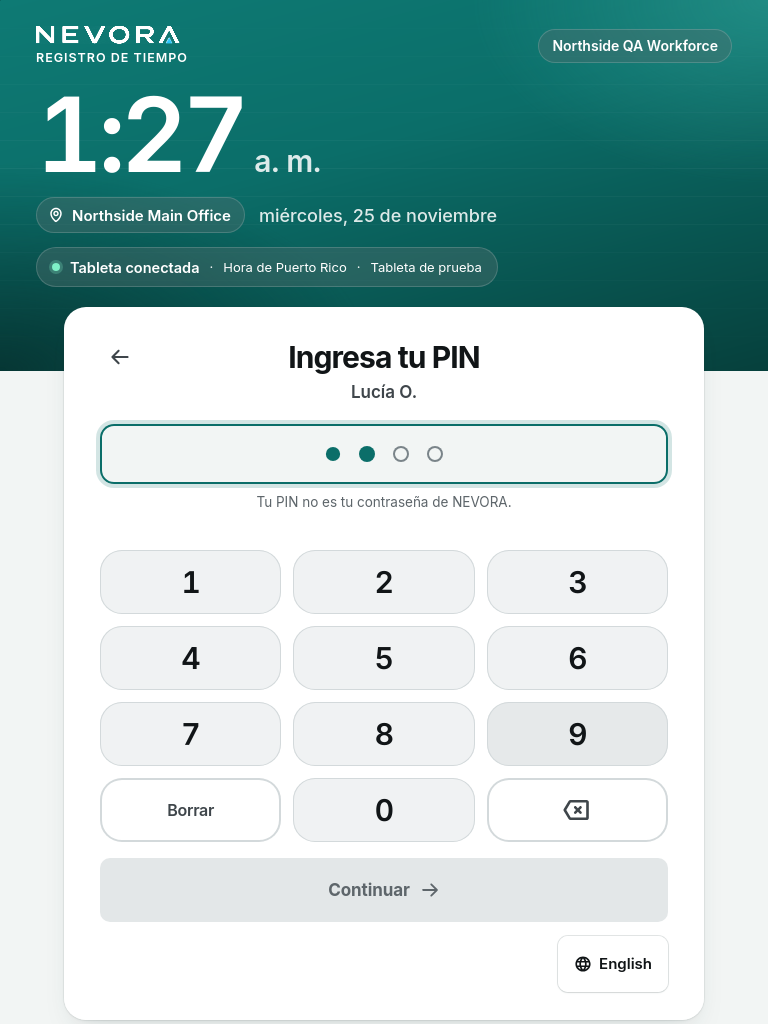 NEVORA
REGISTRO DE TIEMPO
Northside QA Workforce
1:27 a. m.
Northside Main Office
miércoles, 25 de noviembre
Tableta conectada · Hora de Puerto Rico · Tableta de prueba
Ingresa tu PIN
Lucía O.
Tu PIN no es tu contraseña de NEVORA.
1 2 3
4 5 6
7 8 9
Borrar 0
Continuar →
English